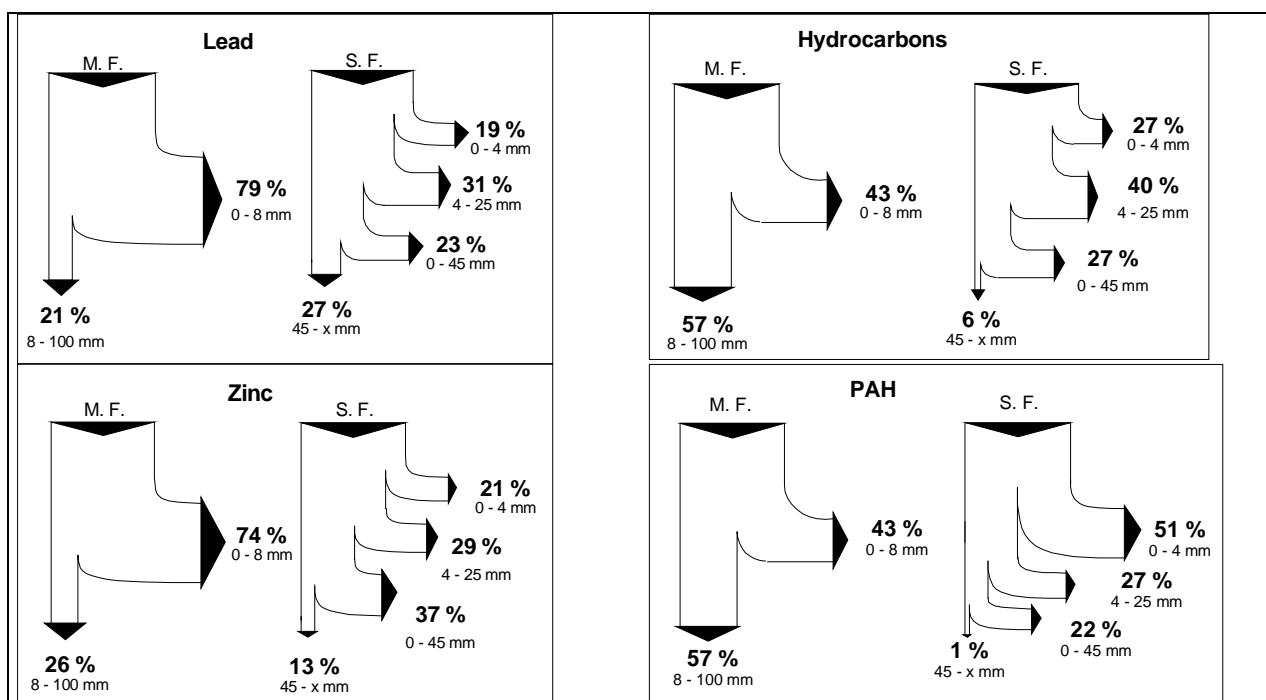 Lead
M. F.
S. F.
19 %
0 - 4 mm
79 %
0 - 8 mm
31 %
4 - 25 mm
23 %
0 - 45 mm
21 %
8 - 100 mm
27 %
45 - x mm
Hydrocarbons
M. F.
S. F.
27 %
0 - 4 mm
43 %
0 - 8 mm
40 %
4 - 25 mm
27 %
0 - 45 mm
57 %
8 - 100 mm
6 %
45 - x mm
Zinc
M. F.
S. F.
21 %
0 - 4 mm
74 %
0 - 8 mm
29 %
4 - 25 mm
37 %
0 - 45 mm
26 %
8 - 100 mm
13 %
45 - x mm
PAH
M. F.
S. F.
43 %
0 - 8 mm
51 %
0 - 4 mm
27 %
4 - 25 mm
22 %
0 - 45 mm
57 %
8 - 100 mm
1 %
45 - x mm